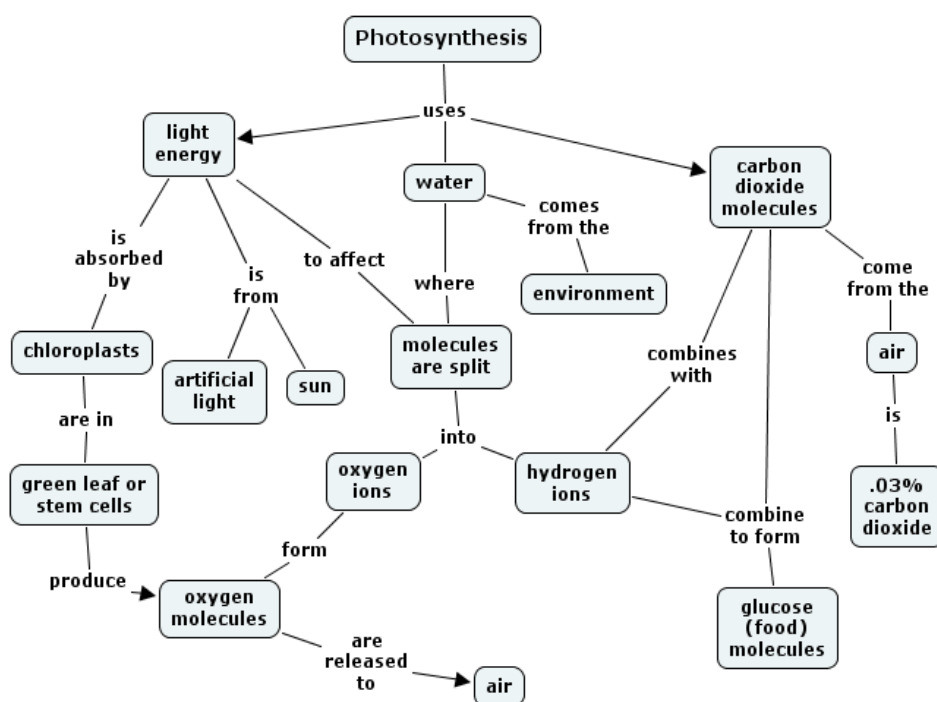 Photosynthesis
uses
light
energy
water
carbon
dioxide
molecules
is
absorbed
by
is
from
to affect
where
comes
from the
environment
come
from the
chloroplasts
artificial
light
sun
molecules
are split
combines
with
air
are in
into
is
green leaf or
stem cells
oxygen
ions
hydrogen
ions
.03%
carbon
dioxide
produce
form
combine
to form
oxygen
molecules
glucose
(food)
molecules
are
released
to
air